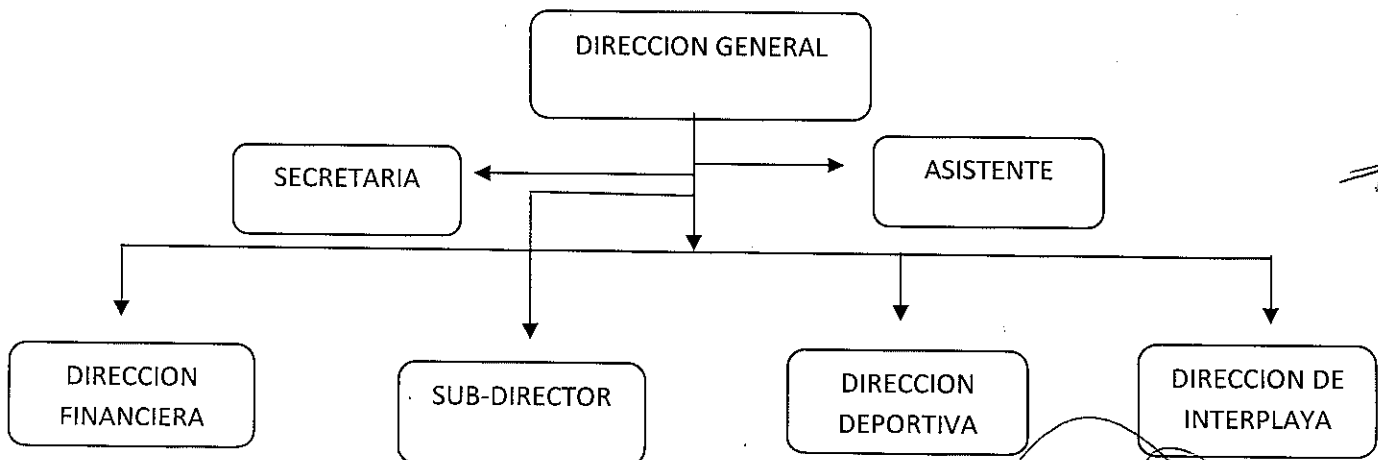 DIRECCION GENERAL
SECRETARIA
ASISTENTE
DIRECCION
FINANCIERA
SUB-DIRECTOR
DIRECCION
DEPORTIVA
DIRECCION DE
INTERPLAYA